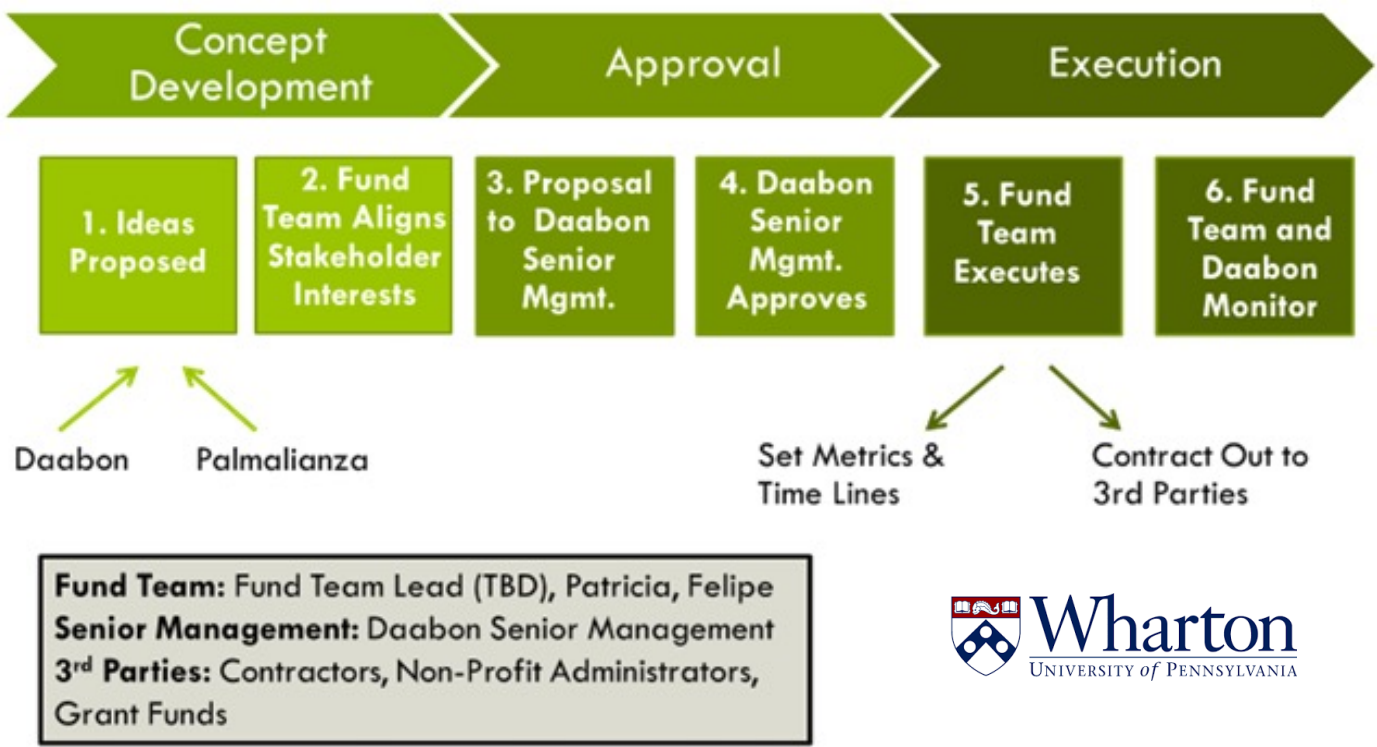 Concept
Development
Approval
Execution
1. Ideas
Proposed
2. Fund
Team Aligns
Stakeholder
Interests
3. Proposal
to Daabon
Senior
Mgmt.
4. Daabon
Senior
Mgmt.
Approves
5. Fund
Team
Executes
6. Fund
Team and
Daabon
Monitor
Daabon
Palmalianza
Set Metrics &
Time Lines
Contract Out to
3rd Parties
Fund Team: Fund Team Lead (TBD), Patricia, Felipe
Senior Management: Daabon Senior Management
3rd Parties: Contractors, Non-Profit Administrators,
Grant Funds
Wharton
UNIVERSITY of PENNSYLVANIA